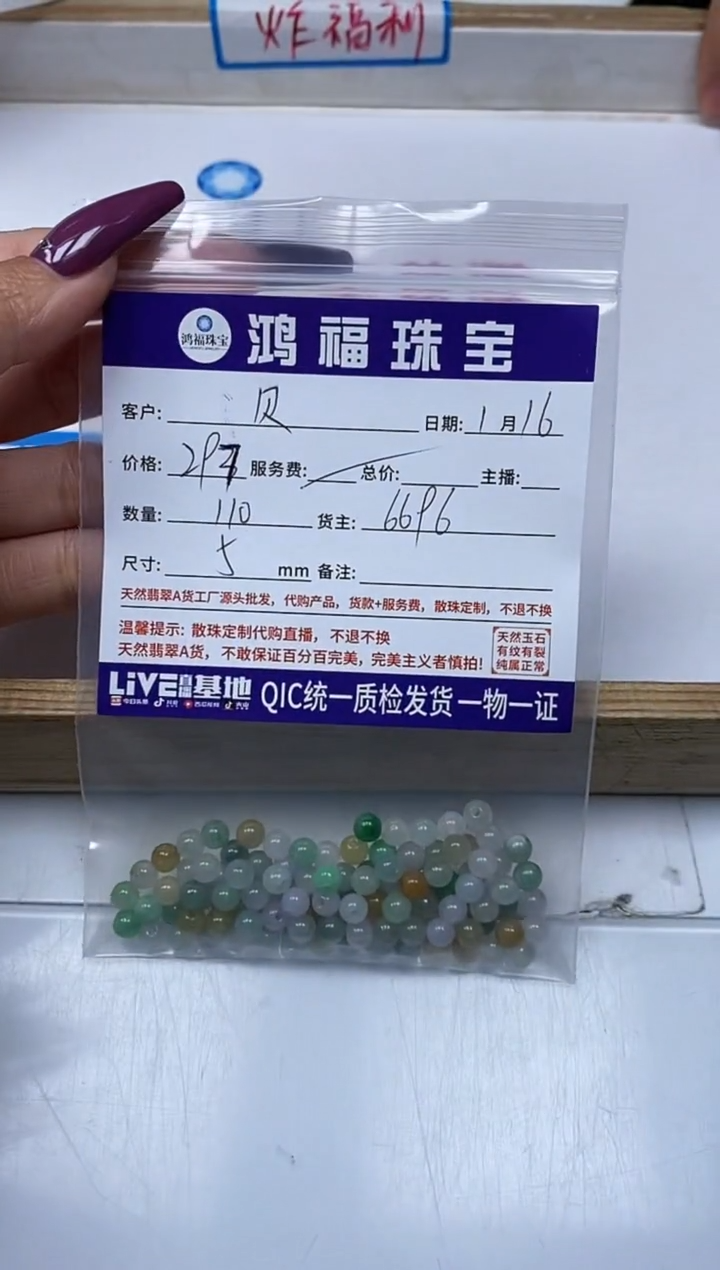 炸福利
鸿福珠宝 鸿福珠宝
客户: 贝 日期: 1 月 16
价格: 297 服务费: 总价: 主播:
数量: 110 货主: 6696
尺寸: 5 mm 备注:
天然翡翠A货工厂源头批发，代购产品，货款+服务费，散珠定制，不退不换
温馨提示: 散珠定制代购直播，不退不换
天然翡翠A货，不敢保证百分百完美，完美主义者慎拍!
天然玉石
有纹有裂
纯属正常
LiVE直播基地 QIC统一质检发货 一物一证